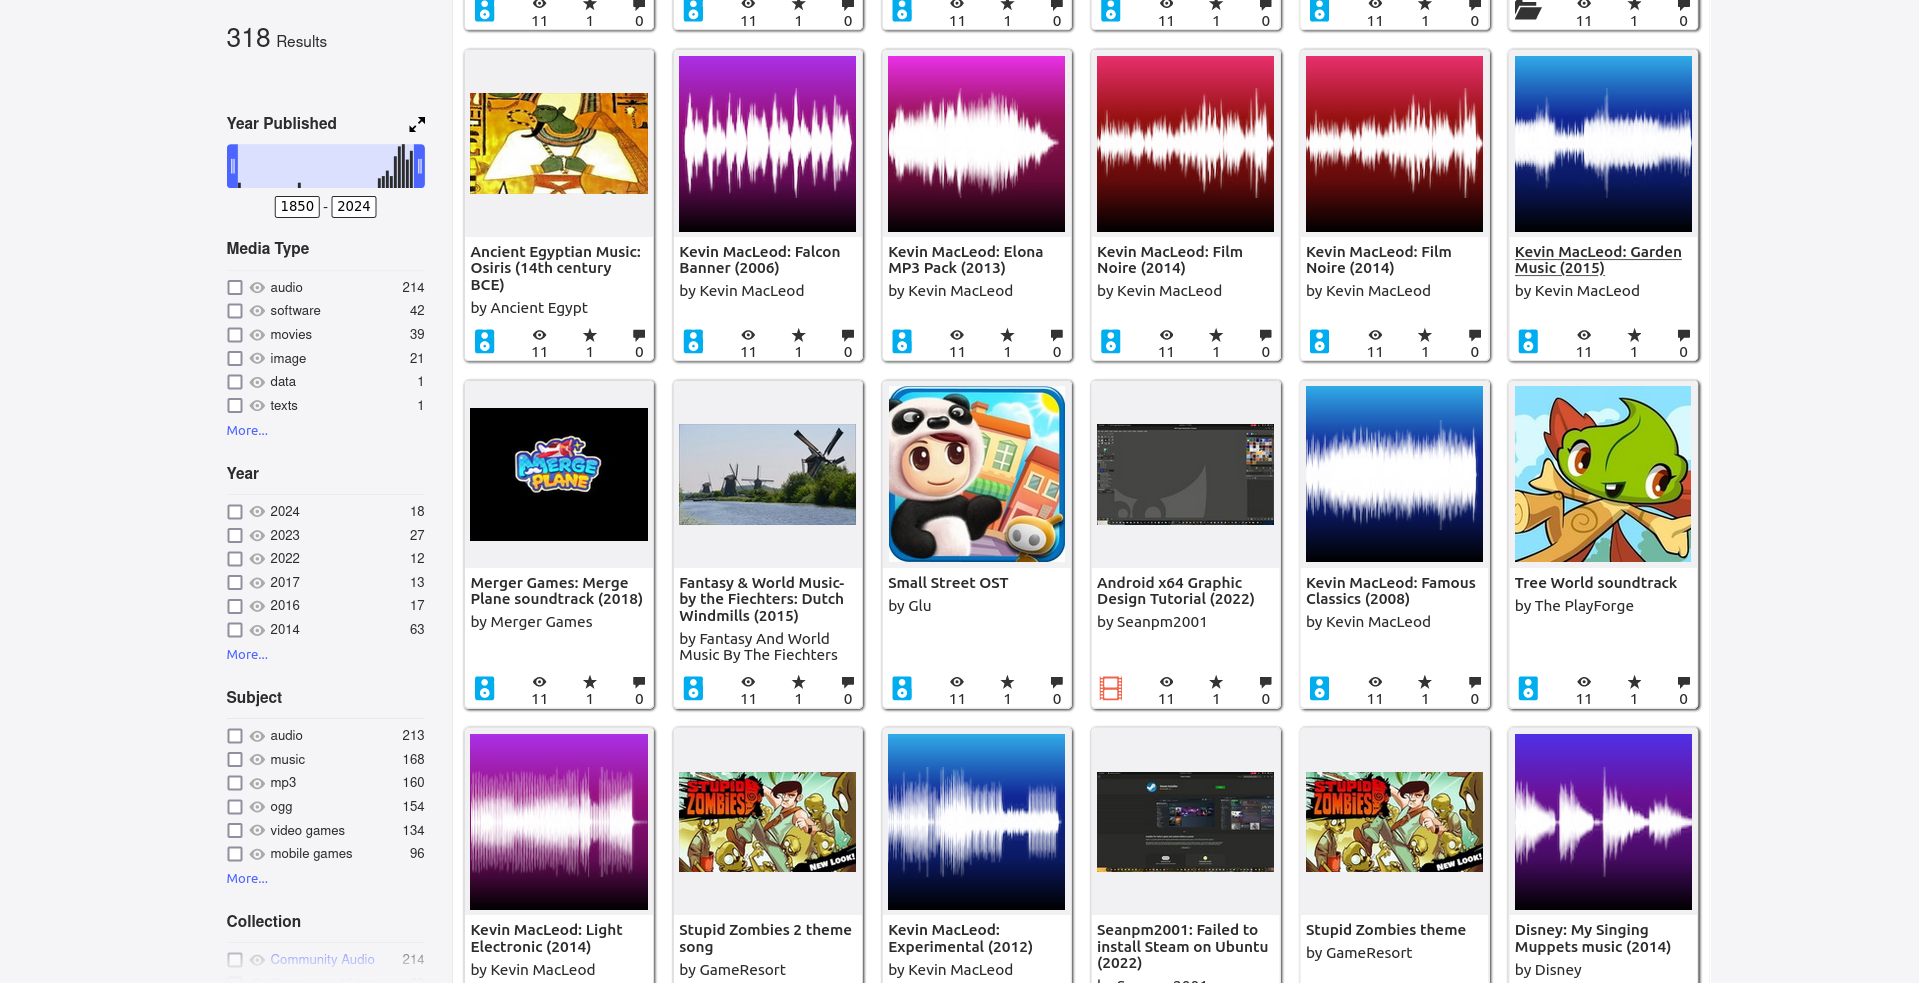 318 Results
Year Published
1850 - 2024
Media Type
audio 214
software 42
movies 39
image 21
data 1
texts 1
More...
Year
2024 18
2023 27
2022 12
2017 13
2016 17
2014 63
More...
Subject
audio 213
music 168
mp3 160
ogg 154
video games 134
mobile games 96
More...
Collection
Community Audio 214
11 1 0
11 1 0
11 1 0
11 1 0
11 1 0
11 1 0
Ancient Egyptian Music:
Osiris (14th century
BCE)
by Ancient Egypt
11 1 0
Kevin MacLeod: Falcon
Banner (2006)
by Kevin MacLeod
11 1 0
Kevin MacLeod: Elona
MP3 Pack (2013)
by Kevin MacLeod
11 1 0
Kevin MacLeod: Film
Noire (2014)
by Kevin MacLeod
11 1 0
Kevin MacLeod: Film
Noire (2014)
by Kevin MacLeod
11 1 0
Kevin MacLeod: Garden
Music (2015)
by Kevin MacLeod
11 1 0
MERGE
PLANE
Merger Games: Merge
Plane soundtrack (2018)
by Merger Games
11 1 0
Fantasy & World Music-
by the Fiechters: Dutch
Windmills (2015)
by Fantasy And World
Music By The Fiechters
11 1 0
Small Street OST
by Glu
11 1 0
Android x64 Graphic
Design Tutorial (2022)
by Seanpm2001
11 1 0
Kevin MacLeod: Famous
Classics (2008)
by Kevin MacLeod
11 1 0
Tree World soundtrack
by The PlayForge
11 1 0
Kevin MacLeod: Light
Electronic (2014)
by Kevin MacLeod
STUPID
ZOMBIES
NEW LOOK!
Stupid Zombies 2 theme
song
by GameResort
Kevin MacLeod:
Experimental (2012)
by Kevin MacLeod
Seanpm2001: Failed to
install Steam on Ubuntu
(2022)
by Seanpm2001
STUPID
ZOMBIES
NEW LOOK!
Stupid Zombies theme
by GameResort
Disney: My Singing
Muppets music (2014)
by Disney